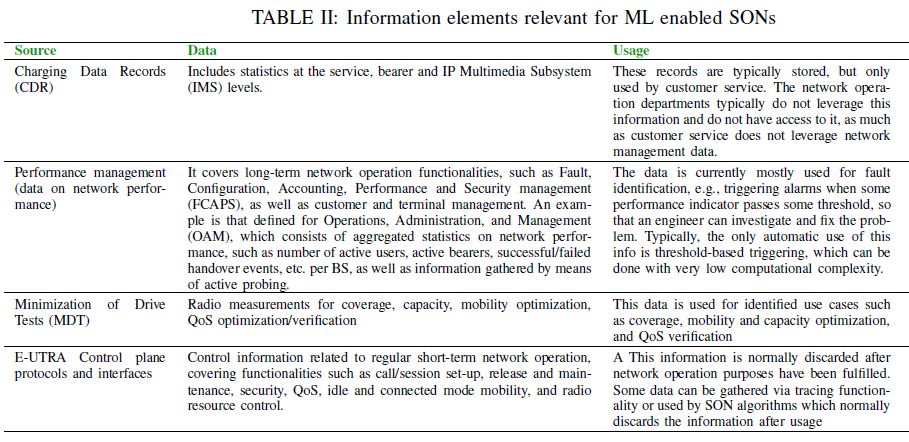 TABLE II: Information elements relevant for ML enabled SONs
Source Data Usage
Charging Data Records
(CDR)
Includes statistics at the service, bearer and IP Multimedia Subsystem
(IMS) levels.
These records are typically stored, but only
used by customer service. The network opera-
tion departments typically do not leverage this
information and do not have access to it, as much
as customer service does not leverage network
management data.
Performance management
(data on network perfor-
mance)
It covers long-term network operation functionalities, such as Fault,
Configuration, Accounting, Performance and Security management
(FCAPS), as well as customer and terminal management. An exam-
ple is that defined for Operations, Administration, and Management
(OAM), which consists of aggregated statistics on network perfor-
mance, such as number of active users, active bearers, successful/failed
handover events, etc. per BS, as well as information gathered by means
of active probing.
The data is currently mostly used for fault
identification, e.g., triggering alarms when some
performance indicator passes some threshold, so
that an engineer can investigate and fix the prob-
lem. Typically, the only automatic use of this
info is threshold-based triggering, which can be
done with very low computational complexity.
Minimization of Drive
Tests (MDT)
Radio measurements for coverage, capacity, mobility optimization,
QoS optimization/verification
This data is used for identified use cases such
as coverage, mobility and capacity optimization,
and QoS verification
E-UTRA Control plane
protocols and interfaces
Control information related to regular short-term network operation,
covering functionalities such as call/session set-up, release and main-
tenance, security, QoS, idle and connected mode mobility, and radio
resource control.
A This information is normally discarded after
network operation purposes have been fulfilled.
Some data can be gathered via tracing function-
ality or used by SON algorithms which normally
discards the information after usage